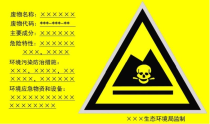 废物名称：××××××
废物代码：***-***-**
主要成分：××××××
危险特性：××××××
×××、××××
环境污染防治措施：
×××、××××、××
×××××××××××
环境应急物资和设备：
×××××××××××
××××××××
×××生态环境局监制